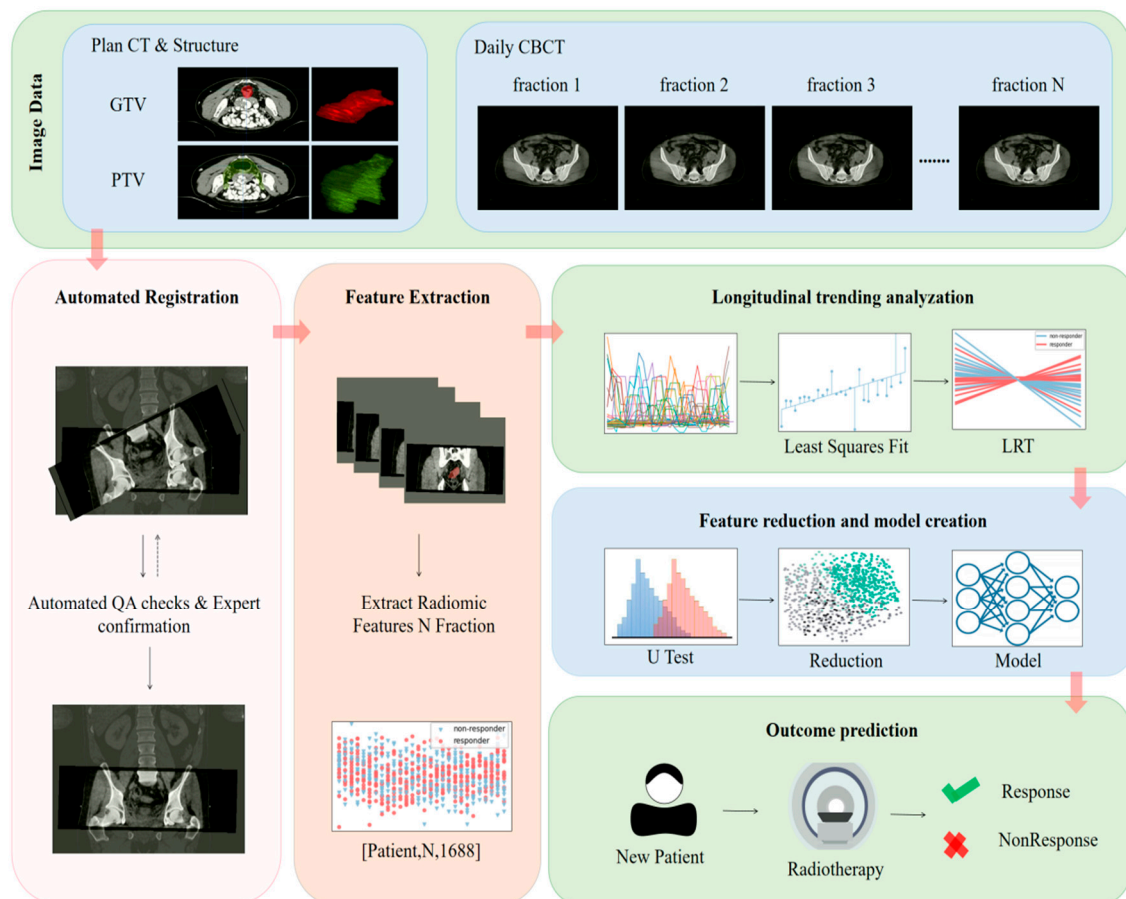 Image Data
Plan CT & Structure
GTV
PTV
Daily CBCT
fraction 1
fraction 2
fraction 3
.......
fraction N
Automated Registration
Automated QA checks & Expert
confirmation
Feature Extraction
Extract Radiomic
Features N Fraction
non-responder
responder
[Patient,N,1688]
Longitudinal trending analyzation
non-responder
responder
Least Squares Fit
LRT
Feature reduction and model creation
U Test
Reduction
Model
Outcome prediction
New Patient
Radiotherapy
Response
NonResponse